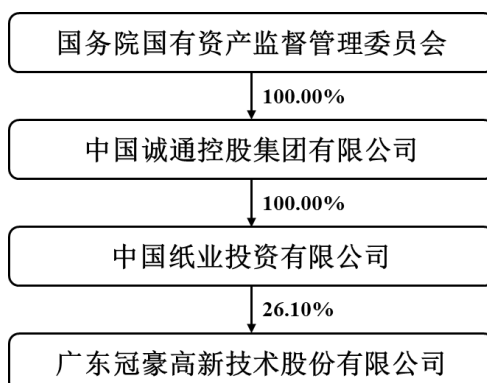 国务院国有资产监督管理委员会
100.00%
中国诚通控股集团有限公司
100.00%
中国纸业投资有限公司
26.10%
广东冠豪高新技术股份有限公司